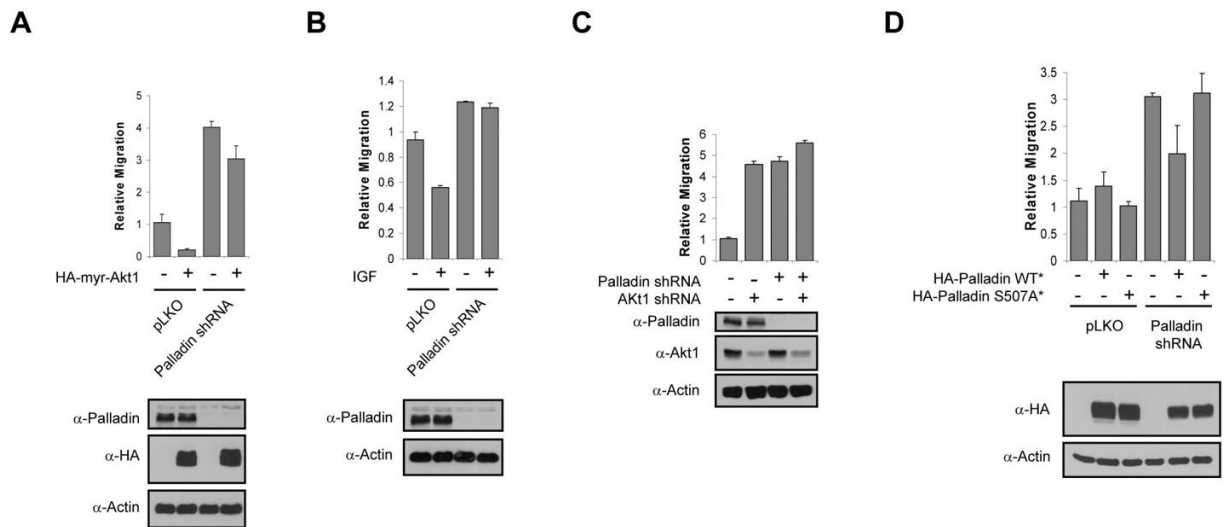 A
Relative Migration
5
4
3
2
1
0
HA-myr-Akt1
- + - +
pLKO
Palladin shRNA
α-Palladin
α-HA
α-Actin
B
Relative Migration
1.4
1.2
1
0.8
0.6
0.4
0.2
0
IGF
- + - +
pLKO
Palladin shRNA
α-Palladin
α-Actin
C
Relative Migration
6
5
4
3
2
1
0
Palladin shRNA
- - + +
AKt1 shRNA
- + - +
α-Palladin
α-Akt1
α-Actin
D
Relative Migration
3.5
3
2.5
2
1.5
1
0.5
0
HA-Palladin WT*
- + - - + -
HA-Palladin S507A*
- - + - - +
pLKO
Palladin
shRNA
α-HA
α-Actin